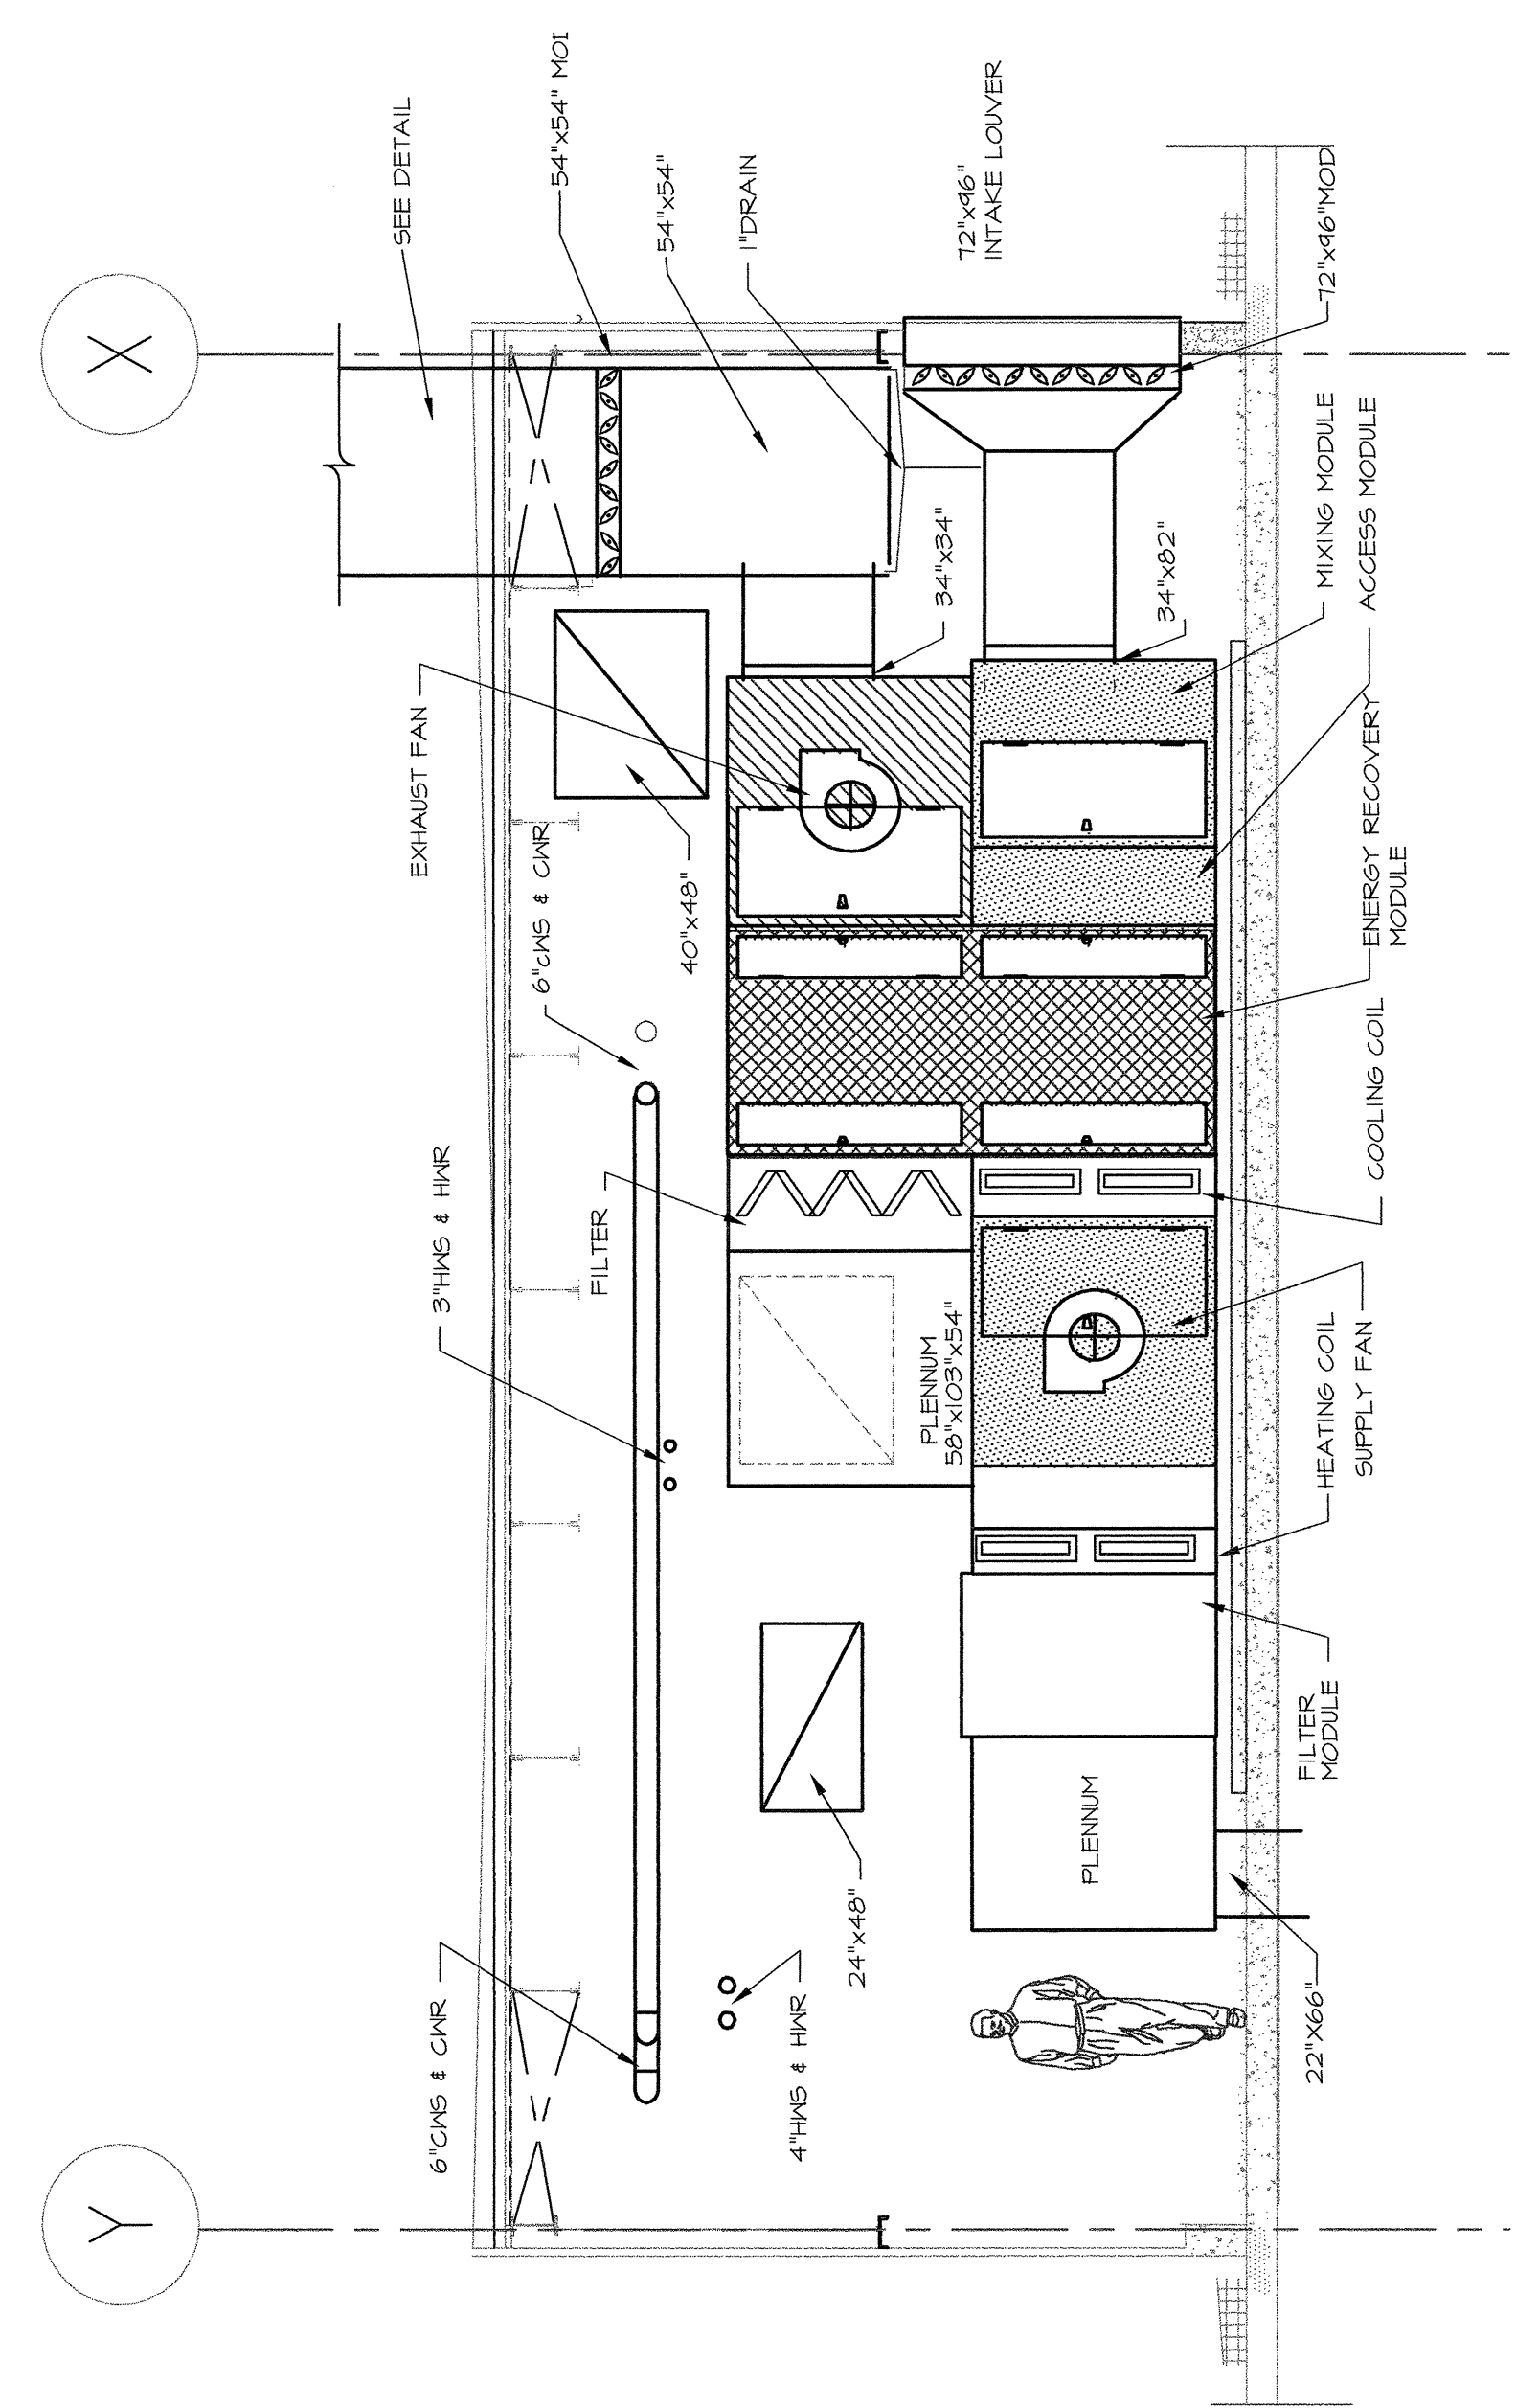 Y
X
SEE DETAIL
54"x54" MOI
54"x54"
1"DRAIN
72"x96"
INTAKE LOUVER
72"x96"MOD
EXHAUST FAN
34"x34"
34"x82"
MIXING MODULE
ACCESS MODULE
40"x48"
6"CWS & CWR
ENERGY RECOVERY
MODULE
COOLING COIL
3"HWS & HWR
FILTER
PLENNUM
58"x103"x54"
HEATING COIL
SUPPLY FAN
FILTER
MODULE
24"x48"
PLENNUM
6"CWS & CWR
4"HWS & HWR
22"X66"